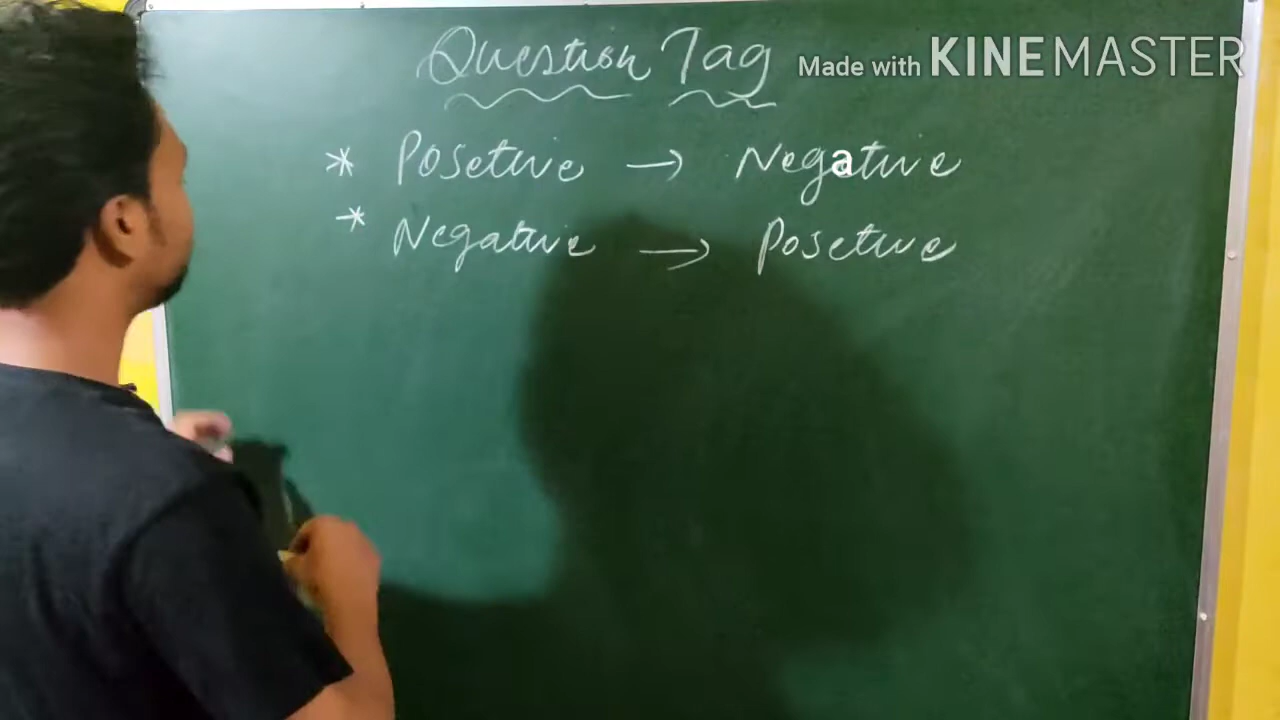 Question Tag
Made with KINEMASTER
* Posetive → Negative
* Negative → Posetive